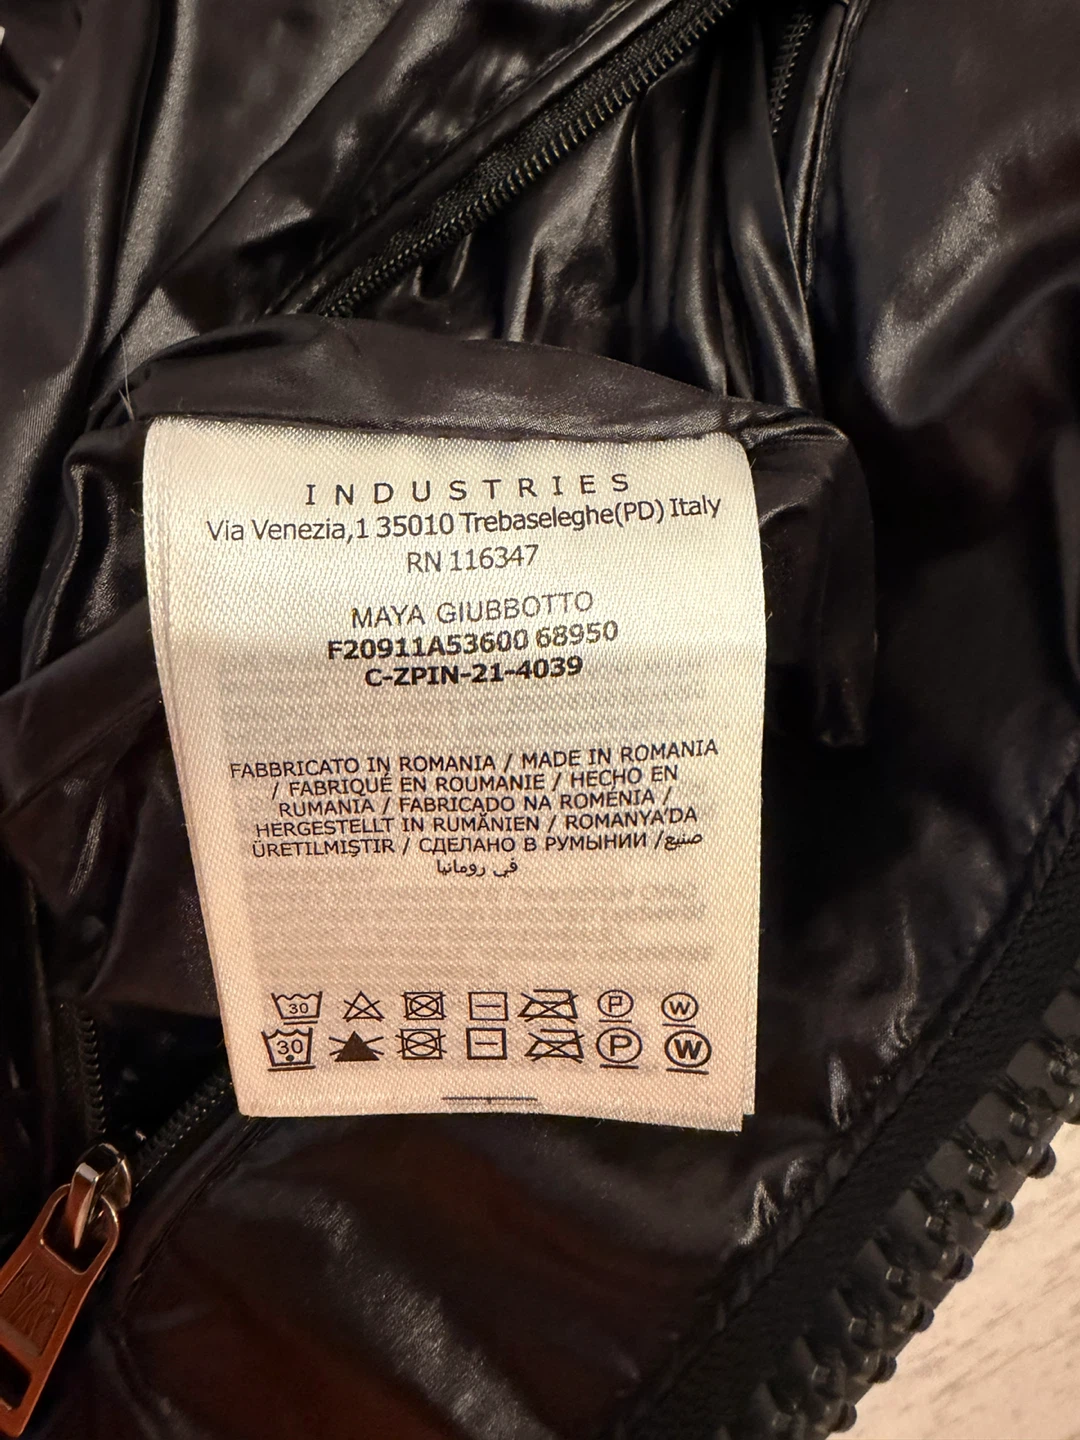 INDUSTRIES
Via Venezia,1 35010 Trebaseleghe(PD) Italy
RN 116347
MAYA GIUBBOTTO
F20911A53600 68950
C-ZPIN-21-4039
FABBRICATO IN ROMANIA / MADE IN ROMANIA
/ FABRIQUÉ EN ROUMANIE / HECHO EN
RUMANIA / FABRICADO NA ROMÉNIA /
HERGESTELLT IN RUMÄNIEN / ROMANYA'DA
ÜRETILMIŞTIR / СДЕЛАНО В РУМЫНИИ / صنيع
في رومانيا
30 P W
30 P W